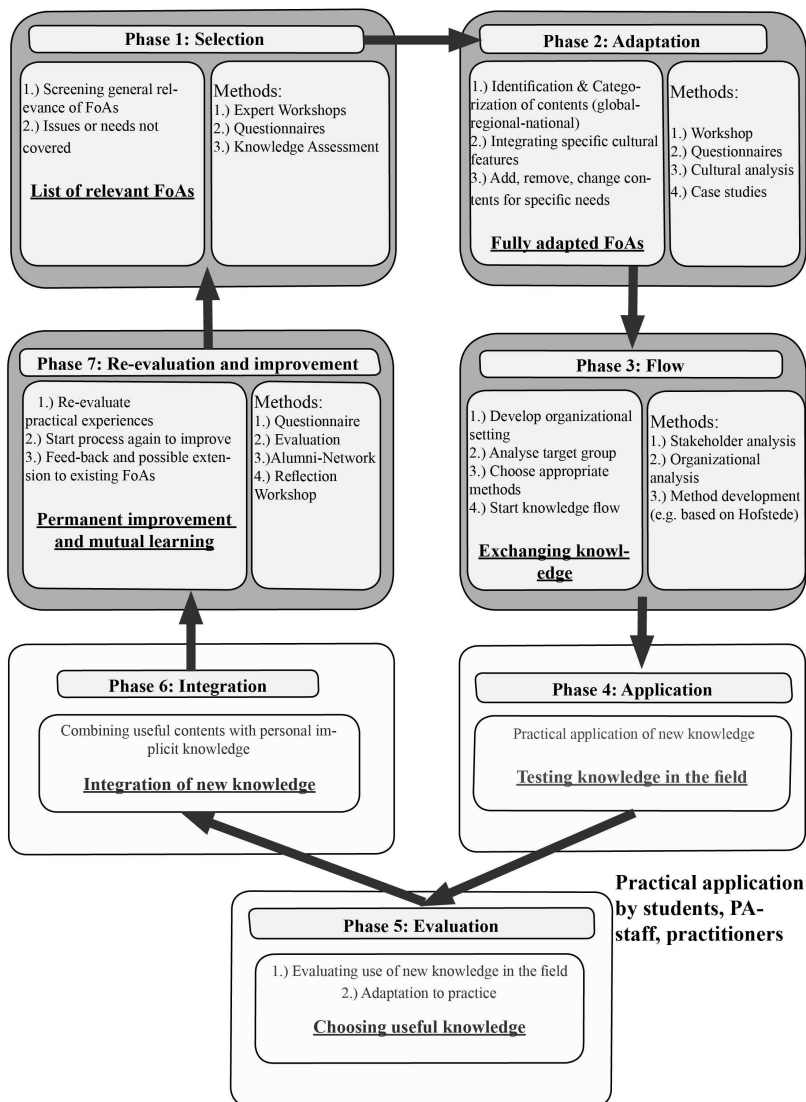 Phase 1: Selection
1.) Screening general rel-
evance of FoAs
2.) Issues or needs not
covered
List of relevant FoAs
Methods:
1.) Expert Workshops
2.) Questionnaires
3.) Knowledge Assessment
Phase 2: Adaptation
1.) Identification & Catego-
rization of contents (global-
regional-national)
2.) Integrating specific cultural
features
3.) Add, remove, change con-
tents for specific needs
Fully adapted FoAs
Methods:
1.) Workshop
2.) Questionnaires
3.) Cultural analysis
4.) Case studies
Phase 7: Re-evaluation and improvement
1.) Re-evaluate
practical experiences
2.) Start process again to improve
3.) Feed-back and possible exten-
sion to existing FoAs
Permanent improvement
and mutual learning
Methods:
1.) Questionnaire
2.) Evaluation
3.)Alumni-Network
4.) Reflection
Workshop
Phase 3: Flow
1.) Develop organizational
setting
2.) Analyse target group
3.) Choose appropriate
methods
4.) Start knowledge flow
Exchanging knowl-
edge
Methods:
1.) Stakeholder analysis
2.) Organizational
analysis
3.) Method development
(e.g. based on Hofstede)
Phase 6: Integration
Combining useful contents with personal im-
plicit knowledge
Integration of new knowledge
Phase 4: Application
Practical application of new knowledge
Testing knowledge in the field
Practical application
by students, PA-
staff, practitioners
Phase 5: Evaluation
1.) Evaluating use of new knowledge in the field
2.) Adaptation to practice
Choosing useful knowledge